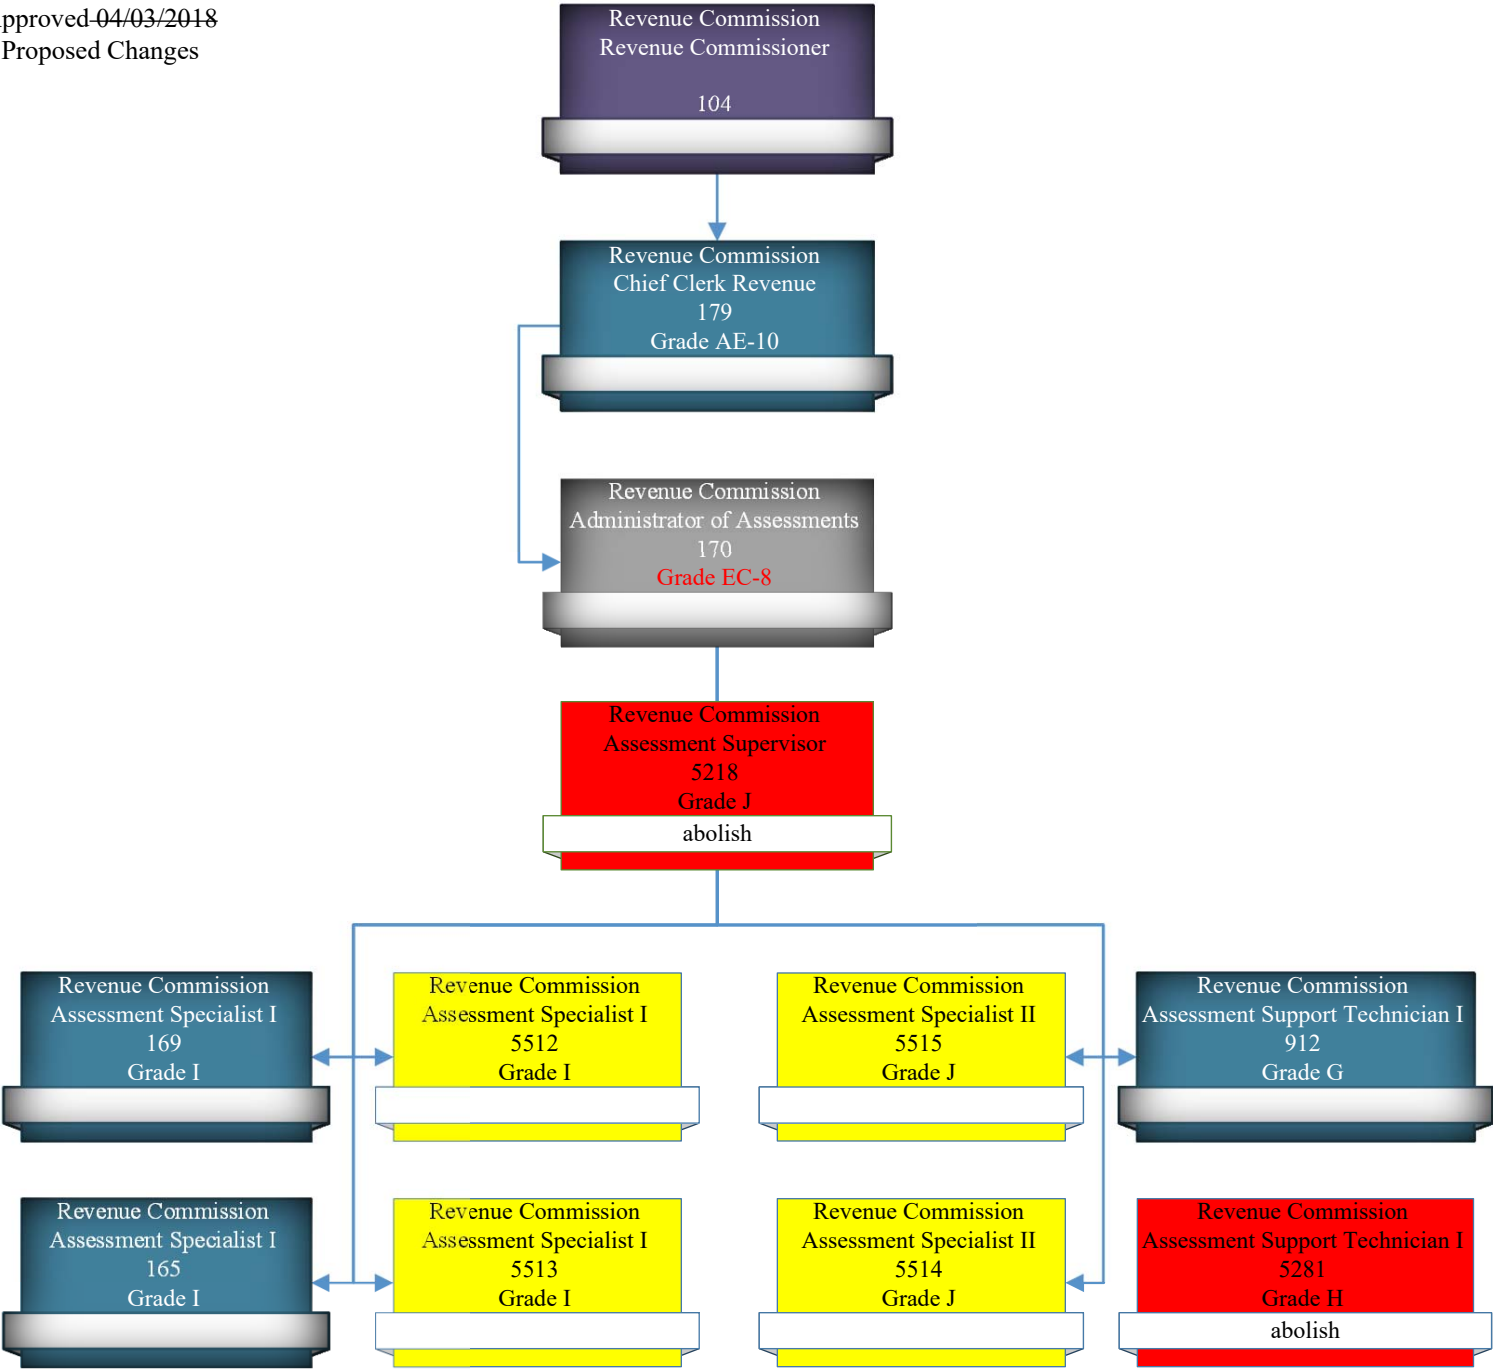 pproved 04/03/2018
Proposed Changes
Revenue Commission
Revenue Commissioner
104
Revenue Commission
Chief Clerk Revenue
179
Grade AE-10
Revenue Commission
Administrator of Assessments
170
Grade EC-8
Revenue Commission
Assessment Supervisor
5218
Grade J
abolish
Revenue Commission
Assessment Specialist I
169
Grade I
Revenue Commission
Assessment Specialist I
5512
Grade I
Revenue Commission
Assessment Specialist II
5515
Grade J
Revenue Commission
Assessment Support Technician I
912
Grade G
Revenue Commission
Assessment Specialist I
165
Grade I
Revenue Commission
Assessment Specialist I
5513
Grade I
Revenue Commission
Assessment Specialist II
5514
Grade J
Revenue Commission
Assessment Support Technician I
5281
Grade H
abolish